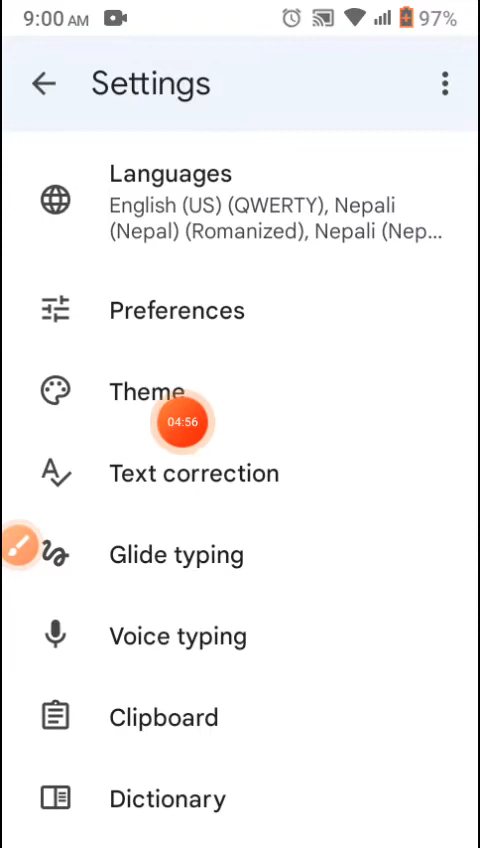 9:00 AM 97%
Settings
Languages
English (US) (QWERTY), Nepali
(Nepal) (Romanized), Nepali (Nep...
Preferences
Theme
04:56
Text correction
Glide typing
Voice typing
Clipboard
Dictionary